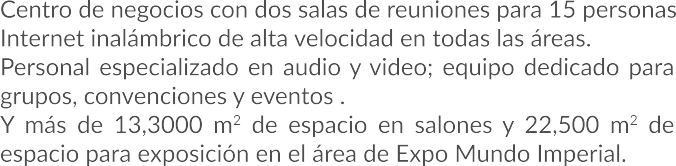 Centro de negocios con dos salas de reuniones para 15 personas
Internet inalámbrico de alta velocidad en todas las áreas.
Personal especializado en audio y video; equipo dedicado para
grupos, convenciones y eventos .
Y más de 13,3000 m² de espacio en salones y 22,500 m² de
espacio para exposición en el área de Expo Mundo Imperial.